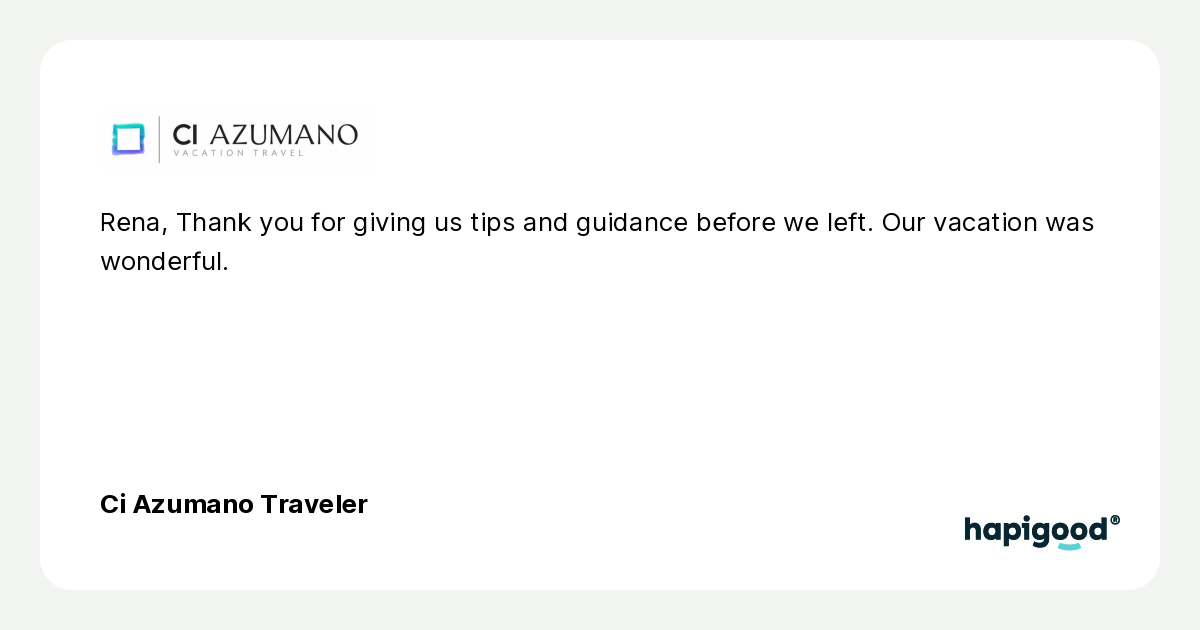 CI AZUMANO
VACATION TRAVEL
Rena, Thank you for giving us tips and guidance before we left. Our vacation was
wonderful.
Ci Azumano Traveler
hapigood®